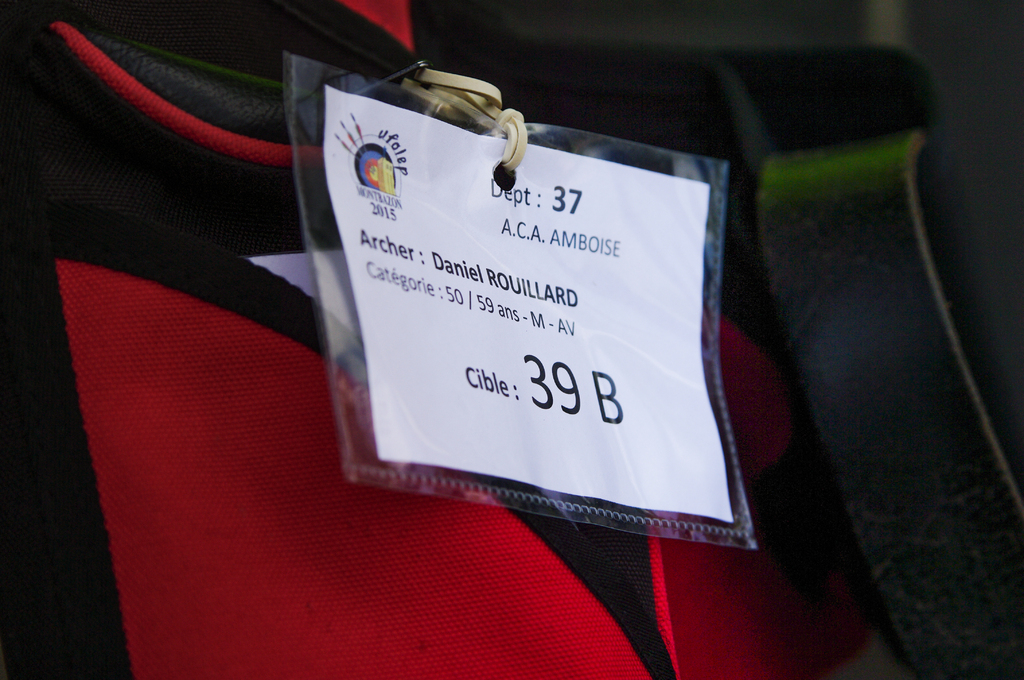 ufolep
MONTBAZON
2015
Dept : 37
A.C.A. AMBOISE
Archer : Daniel ROUILLARD
Catégorie : 50 / 59 ans - M - AV
Cible : 39 B